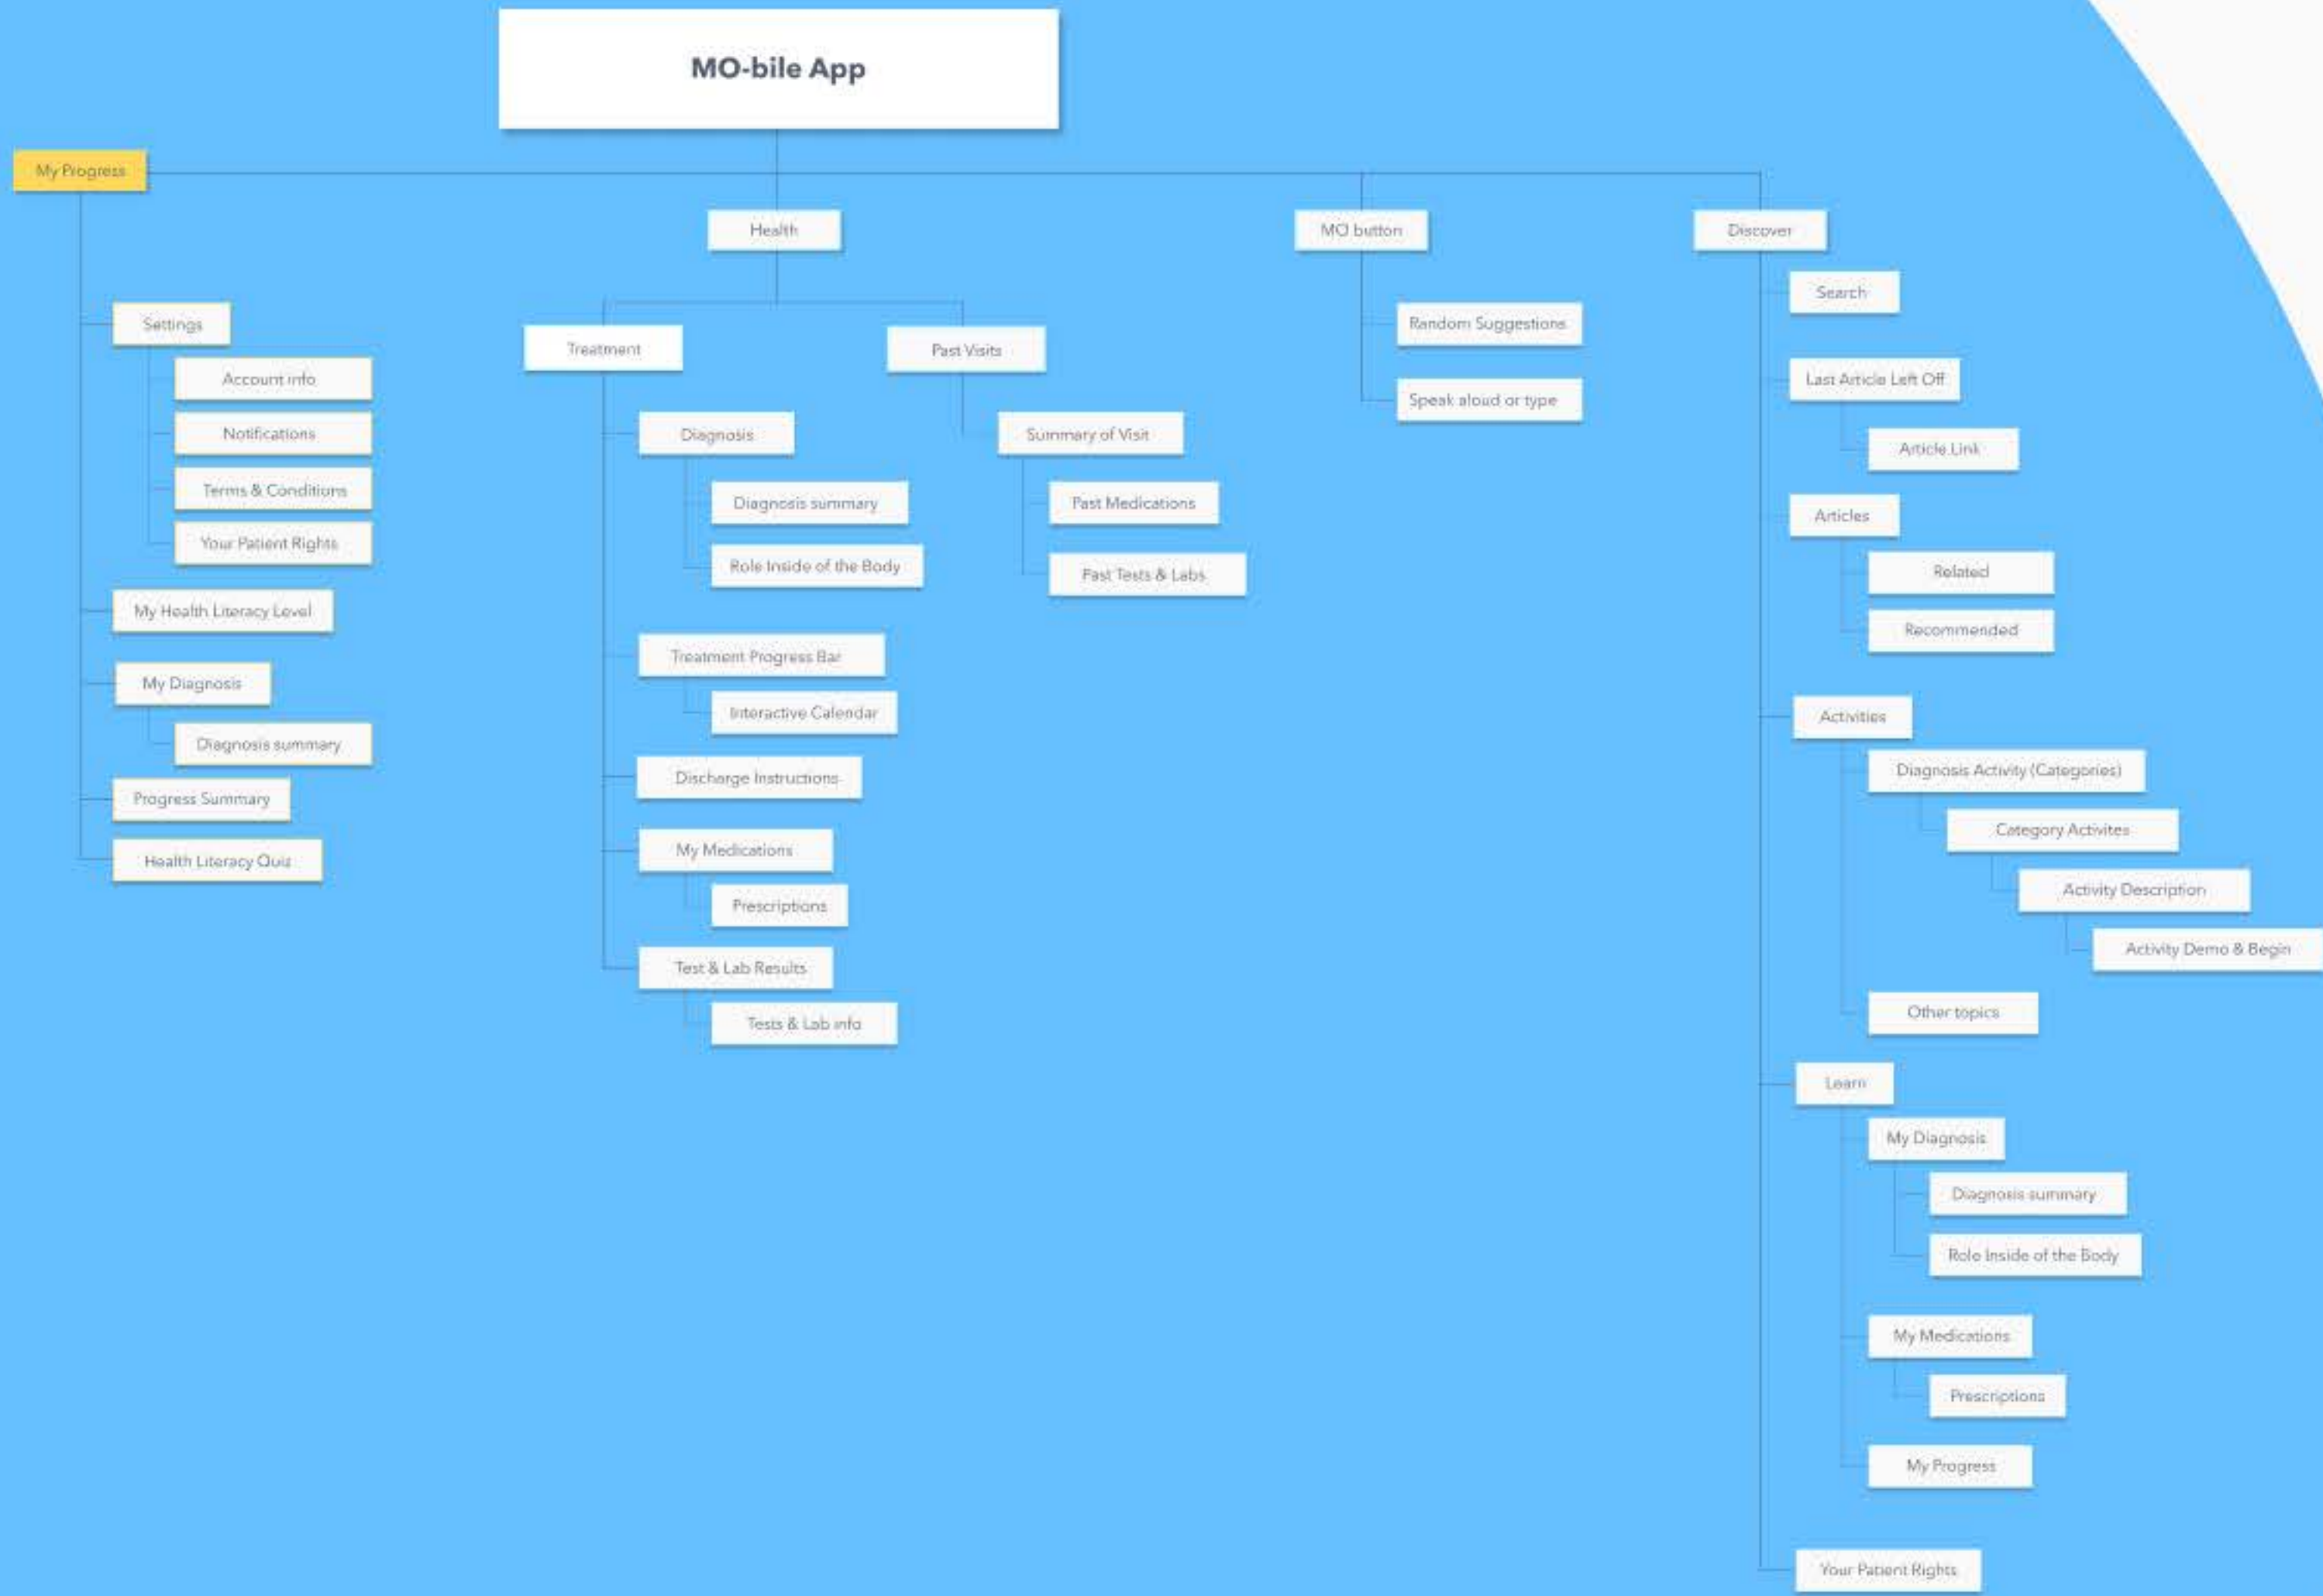 MO-bile App
My Progress
Settings
Account info
Notifications
Terms & Conditions
Your Patient Rights
My Health Literacy Level
My Diagnosis
Diagnosis summary
Progress Summary
Health Literacy Quiz
Health
Treatment
Diagnosis
Diagnosis summary
Role Inside of the Body
Treatment Progress Bar
Interactive Calendar
Discharge Instructions
My Medications
Prescriptions
Test & Lab Results
Tests & Lab info
Past Visits
Summary of Visit
Past Medications
Past Tests & Labs
MO button
Random Suggestions
Speak aloud or type
Discover
Search
Last Article Left Off
Article Link
Articles
Related
Recommended
Activities
Diagnosis Activity (Categories)
Category Activites
Activity Description
Activity Demo & Begin
Other topics
Learn
My Diagnosis
Diagnosis summary
Role Inside of the Body
My Medications
Prescriptions
My Progress
Your Patient Rights